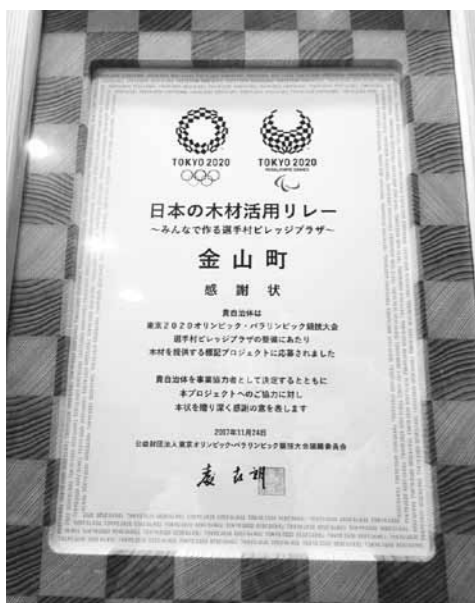 TOKYO 2020
TOKYO 2020
PARALYMPIC GAMES
日本の木材活用リレー
〜みんなで作る選手村ビレッジプラザ〜
金山町
感謝状
貴自治体は
東京2020オリンピック・パラリンピック競技大会
選手村ビレッジプラザの整備にあたり
木材を提供する標記プロジェクトに応募されました
貴自治体を事業協力者として決定するとともに
本プロジェクトへのご協力に対し
本状を贈り深く感謝の意を表します
2017年11月24日
公益財団法人東京オリンピック・パラリンピック競技大会組織委員会